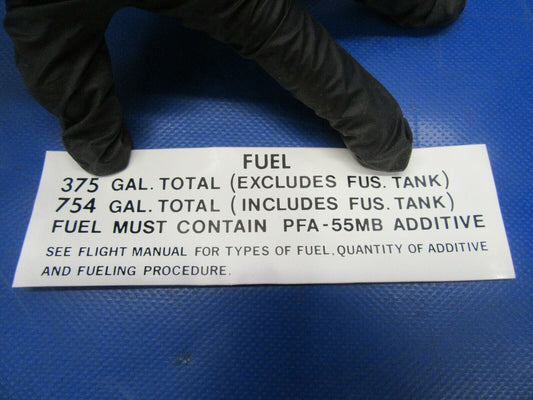 FUEL
375 GAL. TOTAL (EXCLUDES FUS. TANK)
754 GAL. TOTAL (INCLUDES FUS. TANK)
FUEL MUST CONTAIN PFA-55MB ADDITIVE
SEE FLIGHT MANUAL FOR TYPES OF FUEL, QUANTITY OF ADDITIVE
AND FUELING PROCEDURE.